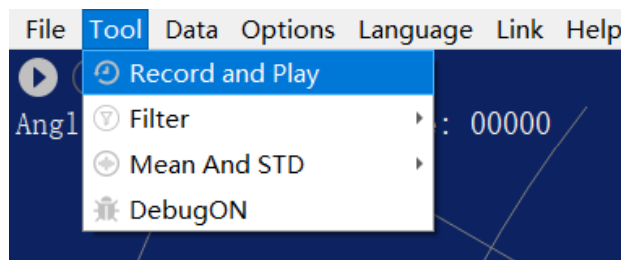 File Tool Data Options Language Link Help
Record and Play
Angl : 00000
Filter
Mean And STD
DebugON